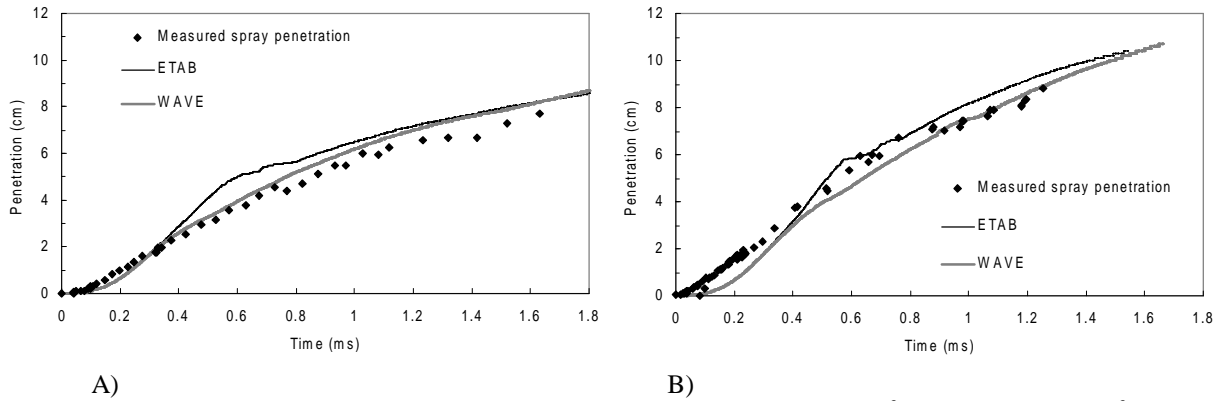 12
10
8
6
4
2
0
Penetration (cm)
Measured spray penetration
ETAB
WAVE
0 0.2 0.4 0.6 0.8 1 1.2 1.4 1.6 1.8
Time (ms)
A)
12
10
8
6
4
2
0
Penetration (cm)
Measured spray penetration
ETAB
WAVE
0 0.2 0.4 0.6 0.8 1 1.2 1.4 1.6 1.8
Time (ms)
B)